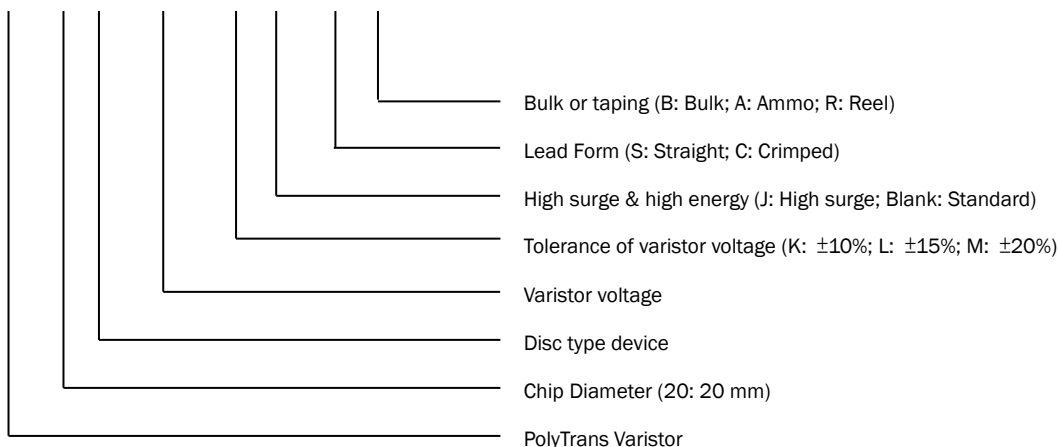 Bulk or taping (B: Bulk; A: Ammo; R: Reel)
Lead Form (S: Straight; C: Crimped)
High surge & high energy (J: High surge; Blank: Standard)
Tolerance of varistor voltage (K: ±10%; L: ±15%; M: ±20%)
Varistor voltage
Disc type device
Chip Diameter (20: 20 mm)
PolyTrans Varistor